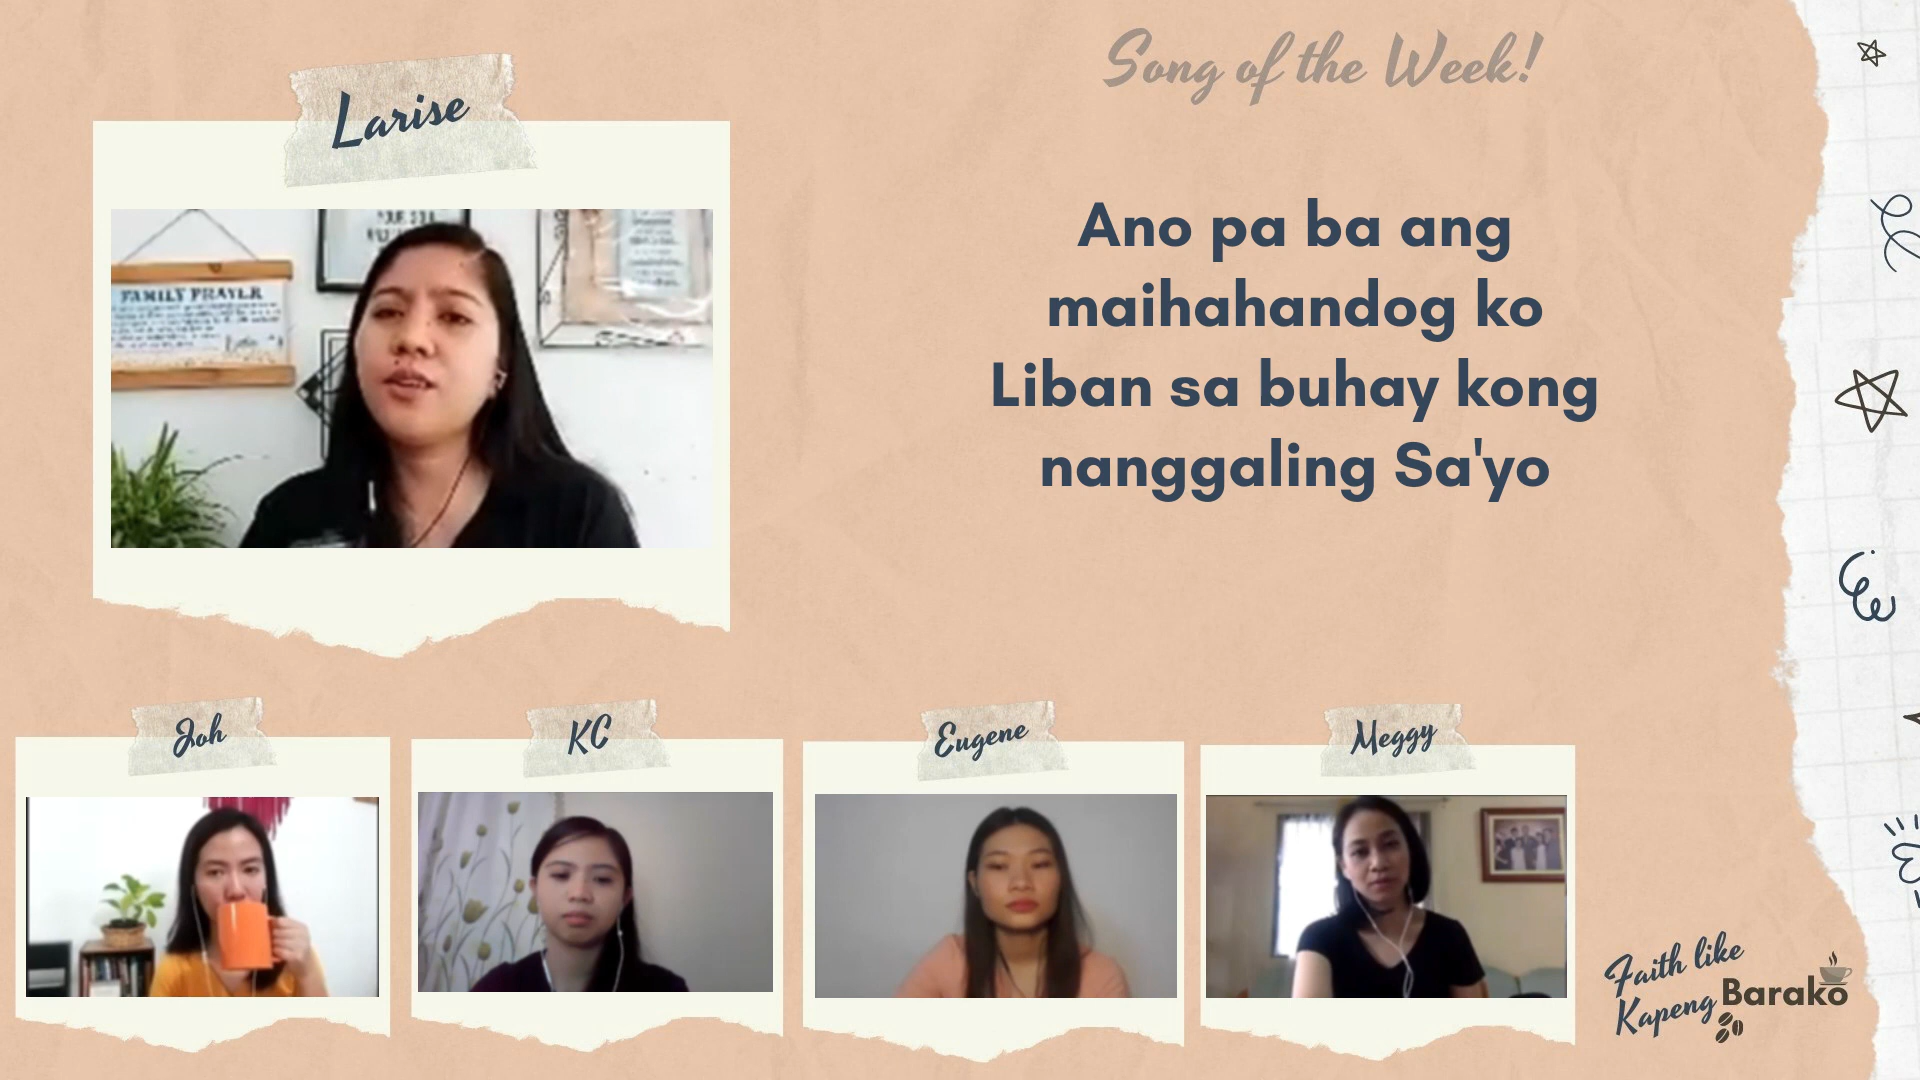 Song of the Week!
Larise
FAMILY PRAYER
Ano pa ba ang
maihahandog ko
Liban sa buhay kong
nanggaling Sa'yo
Joh
KC
Eugene
Meggy
Faith like
Kapeng Barako